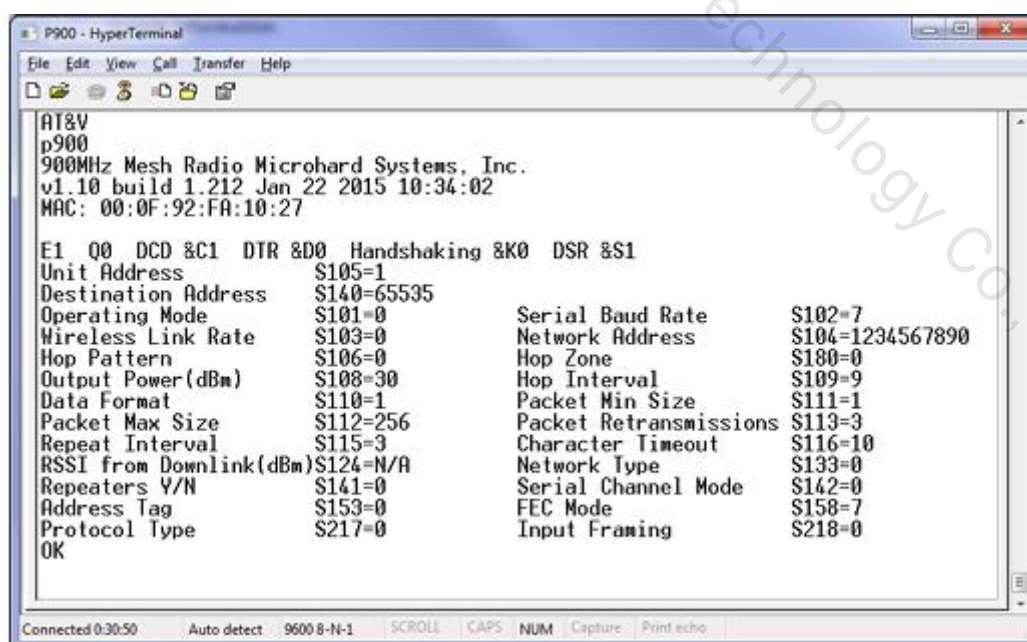 P900 - HyperTerminal
File Edit View Call Transfer Help
AT&V
p900
900MHz Mesh Radio Microhard Systems, Inc.
v1.10 build 1.212 Jan 22 2015 10:34:02
MAC: 00:0F:92:FA:10:27
E1 Q0 DCD &C1 DTR &D0 Handshaking &K0 DSR &S1
Unit Address S105=1
Destination Address S140=65535
Operating Mode S101=0 Serial Baud Rate S102=7
Wireless Link Rate S103=0 Network Address S104=1234567890
Hop Pattern S106=0 Hop Zone S180=0
Output Power(dBm) S108=30 Hop Interval S109=9
Data Format S110=1 Packet Min Size S111=1
Packet Max Size S112=256 Packet Retransmissions S113=3
Repeat Interval S115=3 Character Timeout S116=10
RSSI from Downlink(dBm)S124=N/A Network Type S133=0
Repeaters Y/N S141=0 Serial Channel Mode S142=0
Address Tag S153=0 FEC Mode S158=7
Protocol Type S217=0 Input Framing S218=0
OK
Connected 0:30:50 Auto detect 9600 8-N-1 SCROLL CAPS NUM Capture Print echo
echnology Co.,